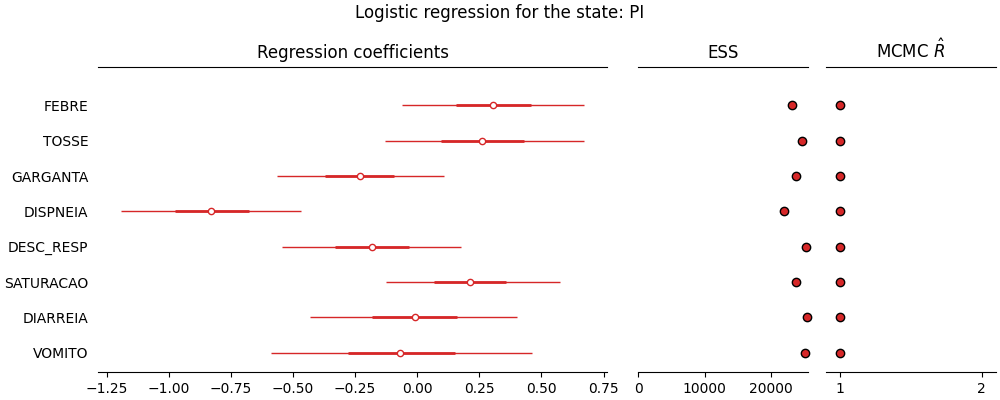 Logistic regression for the state: PI
Regression coefficients
ESS
MCMC R̂
FEBRE
TOSSE
GARGANTA
DISPNEIA
DESC_RESP
SATURACAO
DIARREIA
VOMITO
−1.25 −1.00 −0.75 −0.50 −0.25 0.00 0.25 0.50 0.75
0 10000 20000
1 2